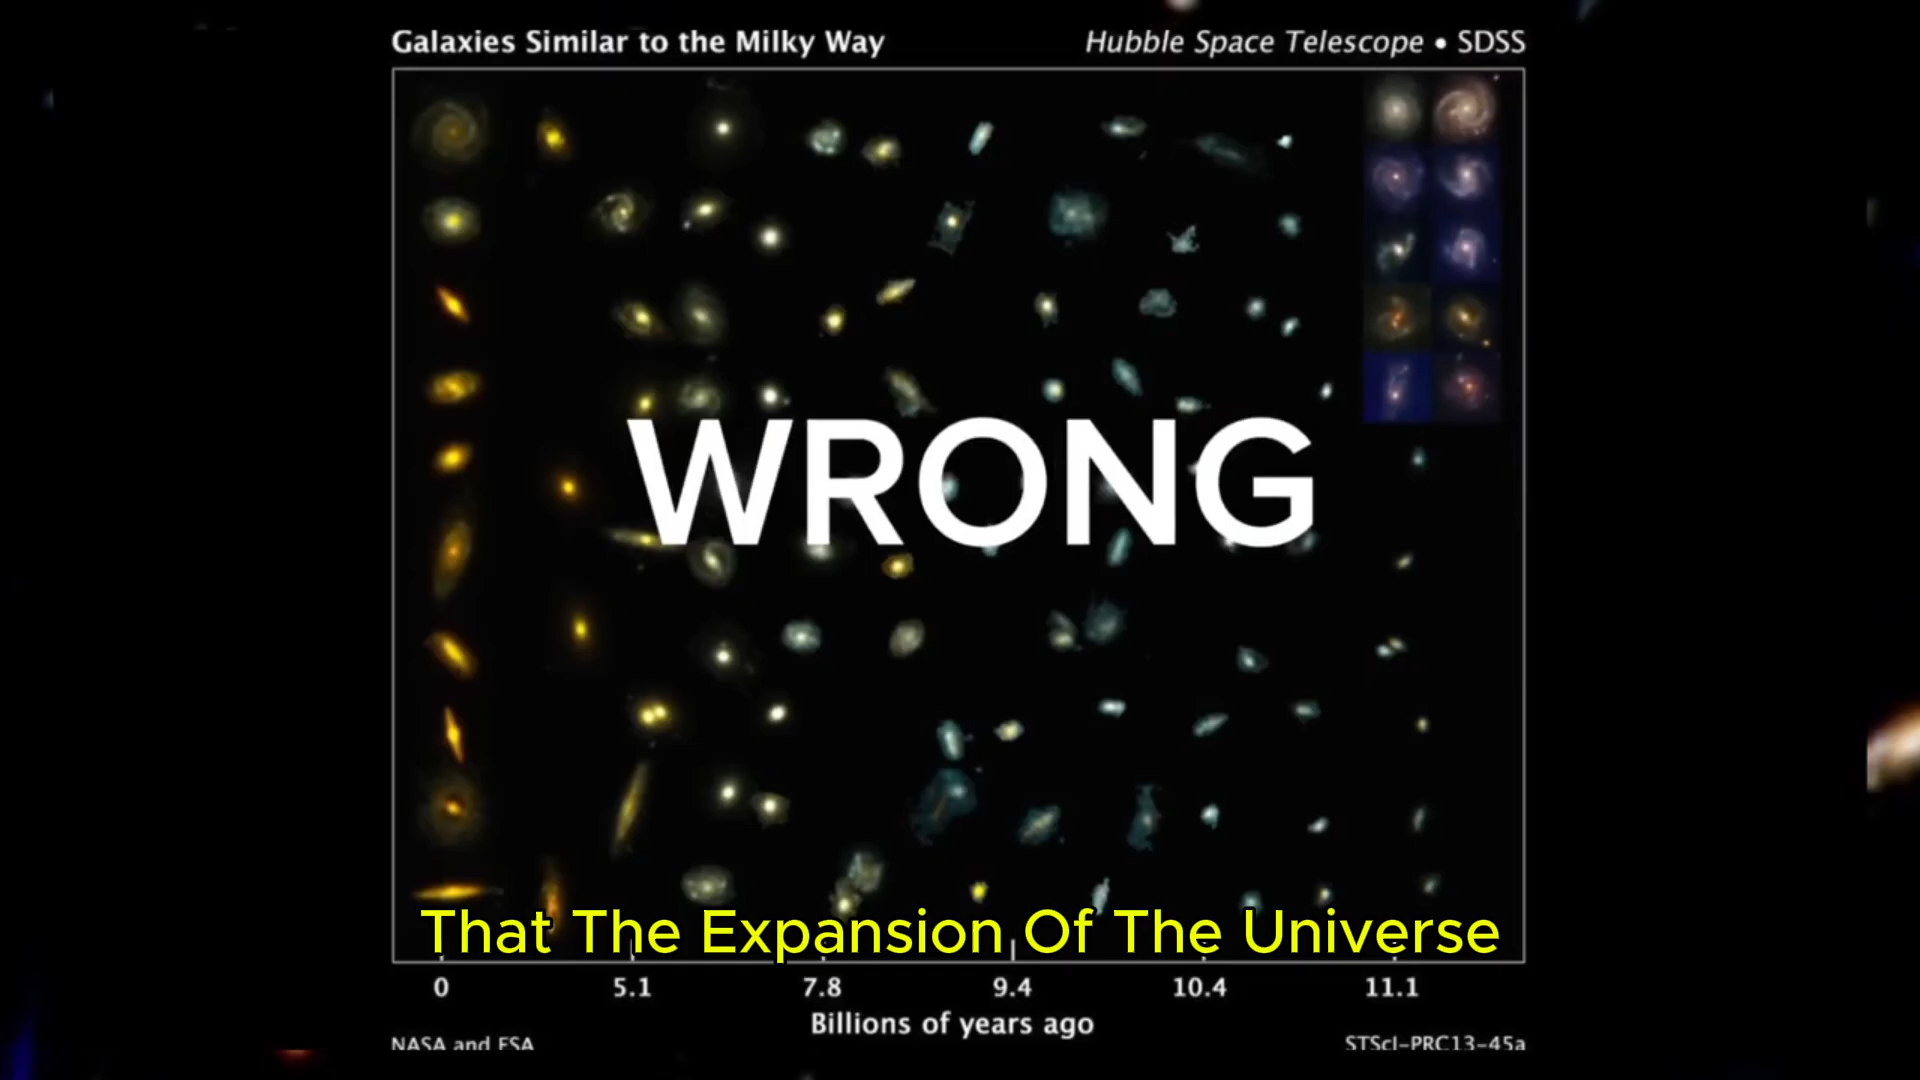 Galaxies Similar to the Milky Way
Hubble Space Telescope • SDSS
WRONG
That The Expansion Of The Universe
0 5.1 7.8 9.4 10.4 11.1
Billions of years ago
NASA and ESA
STScI-PRC13-45a